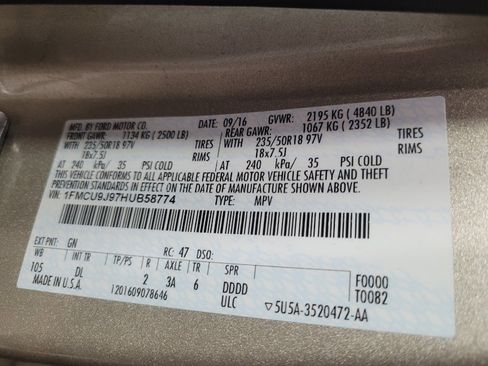 MFD. BY FORD MOTOR CO. DATE: 09/16 GVWR: 2195 KG ( 4840 LB)
FRONT GAWR: 1134 KG ( 2500 LB) REAR GAWR: 1067 KG ( 2352 LB)
WITH 235/50R18 97V TIRES WITH 235/50R18 97V TIRES
18x7.5J RIMS 18x7.5J RIMS
AT 240 kPa/ 35 PSI COLD AT 240 kPa/ 35 PSI COLD
THIS VEHICLE CONFORMS TO ALL APPLICABLE FEDERAL MOTOR VEHICLE SAFETY AND BUMPER
STANDARDS AND THEFT PREVENTION STANDARDS IN EFFECT ON THE DATE OF MANUFACTURE SHOWN ABOVE.
VIN: 1FMCU9J97HUB58774 TYPE: MPV
EXT PNT: GN RC: 47 DSO:
WB INT TR TP/PS R AXLE TR SPR
105 DL 2 3A 6 DDDD F0000
MADE IN U.S.A. 1201609078646 ULC T0082
▽5U5A-3520472-AA